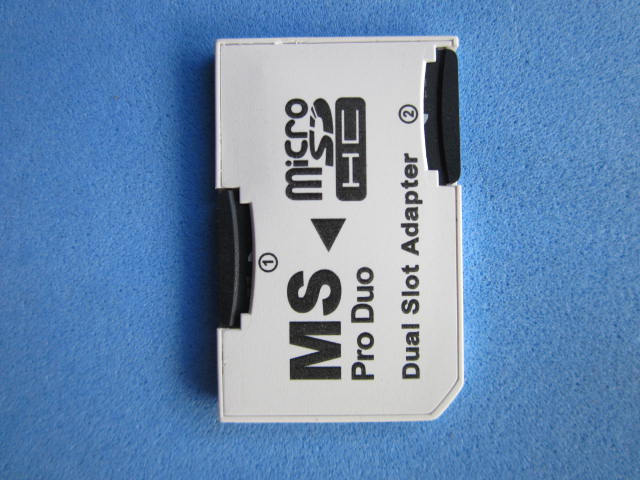 MS ◀ micro SD HC
Pro Duo
Dual Slot Adapter
①
②